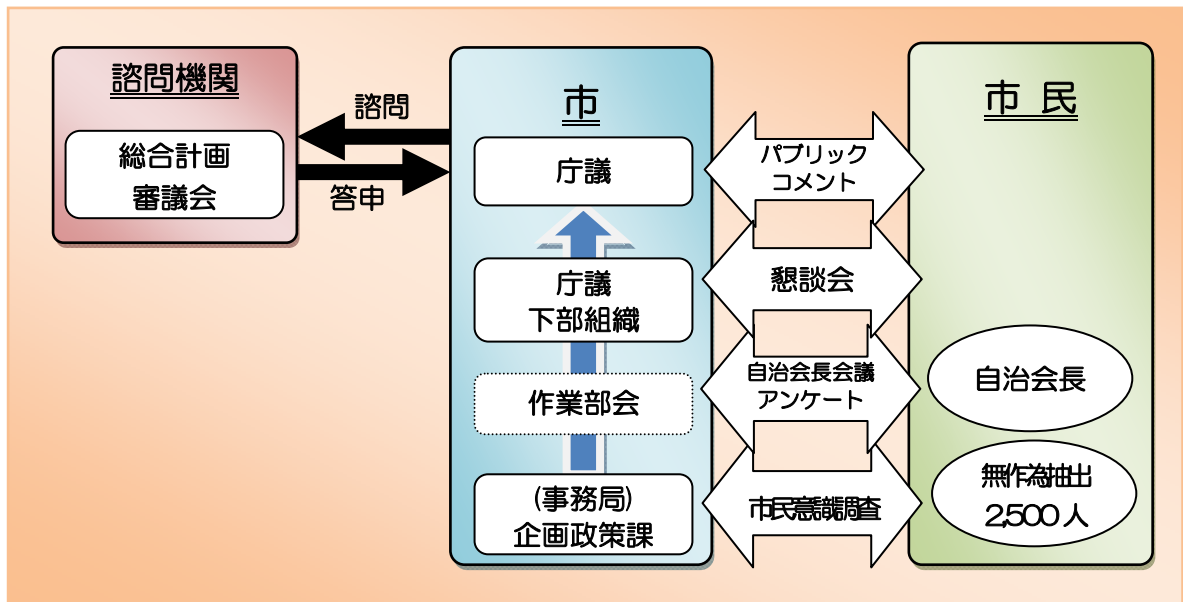 諮問機関
総合計画
審議会
諮問
答申
市
庁議
庁議
下部組織
作業部会
(事務局)
企画政策課
パブリック
コメント
懇談会
自治会長会議
アンケート
市民意識調査
市 民
自治会長
無作為抽出
2,500 人